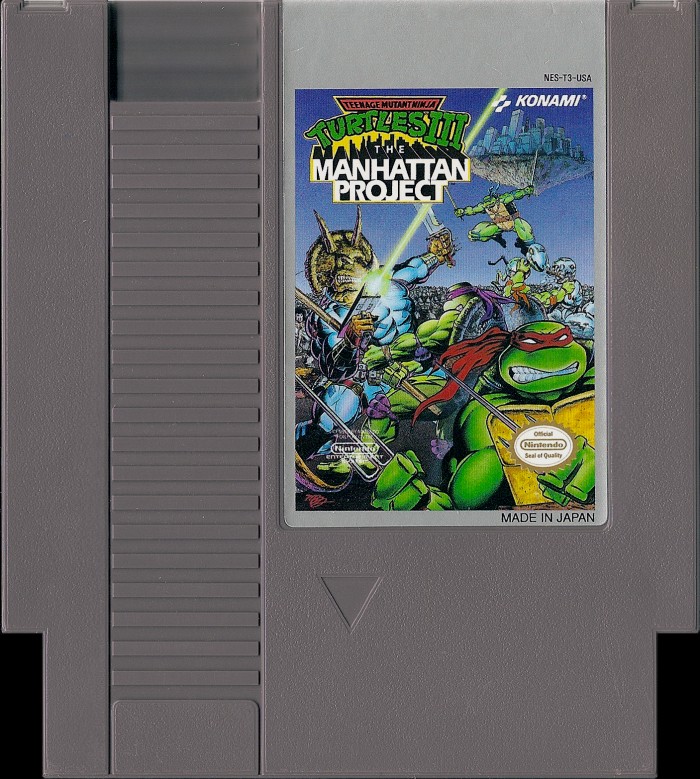 NES-T3-USA
KONAMI®
TEENAGE MUTANT NINJA
TURTLES III
THE
MANHATTAN
PROJECT
Official
Nintendo
Seal of Quality
Nintendo
ENTERTAINMENT
MADE IN JAPAN